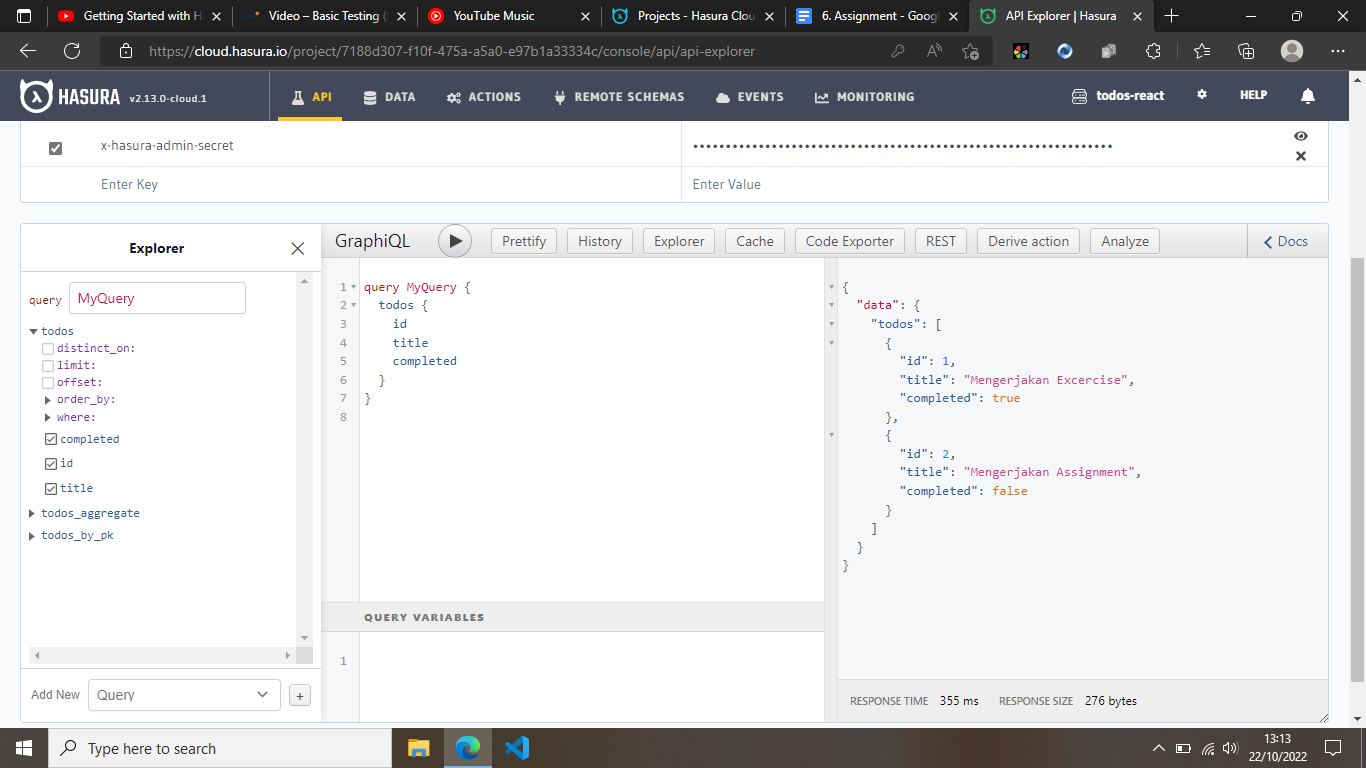 Getting Started with H
Video – Basic Testing (
YouTube Music
Projects - Hasura Clou
6. Assignment - Googl
API Explorer | Hasura
https://cloud.hasura.io/project/7188d307-f10f-475a-a5a0-e97b1a33334c/console/api/api-explorer
HASURA v2.13.0-cloud.1
API
DATA
ACTIONS
REMOTE SCHEMAS
EVENTS
MONITORING
todos-react
HELP
x-hasura-admin-secret
Enter Key
Enter Value
Explorer
GraphiQL
Prettify
History
Explorer
Cache
Code Exporter
REST
Derive action
Analyze
Docs
query MyQuery
todos
distinct_on:
limit:
offset:
order_by:
where:
completed
id
title
todos_aggregate
todos_by_pk
Add New Query +
1 query MyQuery {
2 todos {
3 id
4 title
5 completed
6 }
7 }
8
QUERY VARIABLES
1
{
"data": {
"todos": [
{
"id": 1,
"title": "Mengerjakan Excercise",
"completed": true
},
{
"id": 2,
"title": "Mengerjakan Assignment",
"completed": false
}
]
}
}
RESPONSE TIME 355 ms RESPONSE SIZE 276 bytes
Type here to search
13:13
22/10/2022